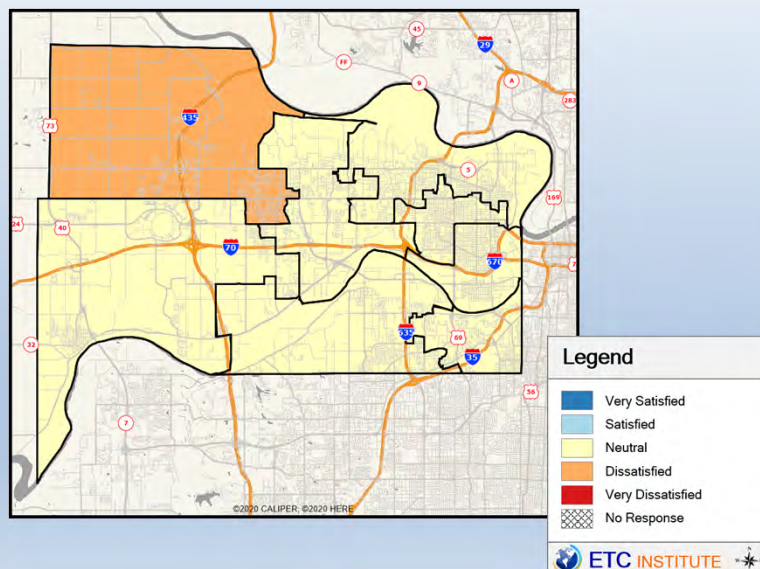 45
29
FF
9
A
283
435
73
5
169
24
40
70
670
7
32
635
69
35
56
7
©2020 CALIPER; ©2020 HERE
Legend
Very Satisfied
Satisfied
Neutral
Dissatisfied
Very Dissatisfied
No Response
ETC INSTITUTE
N
W
E
S